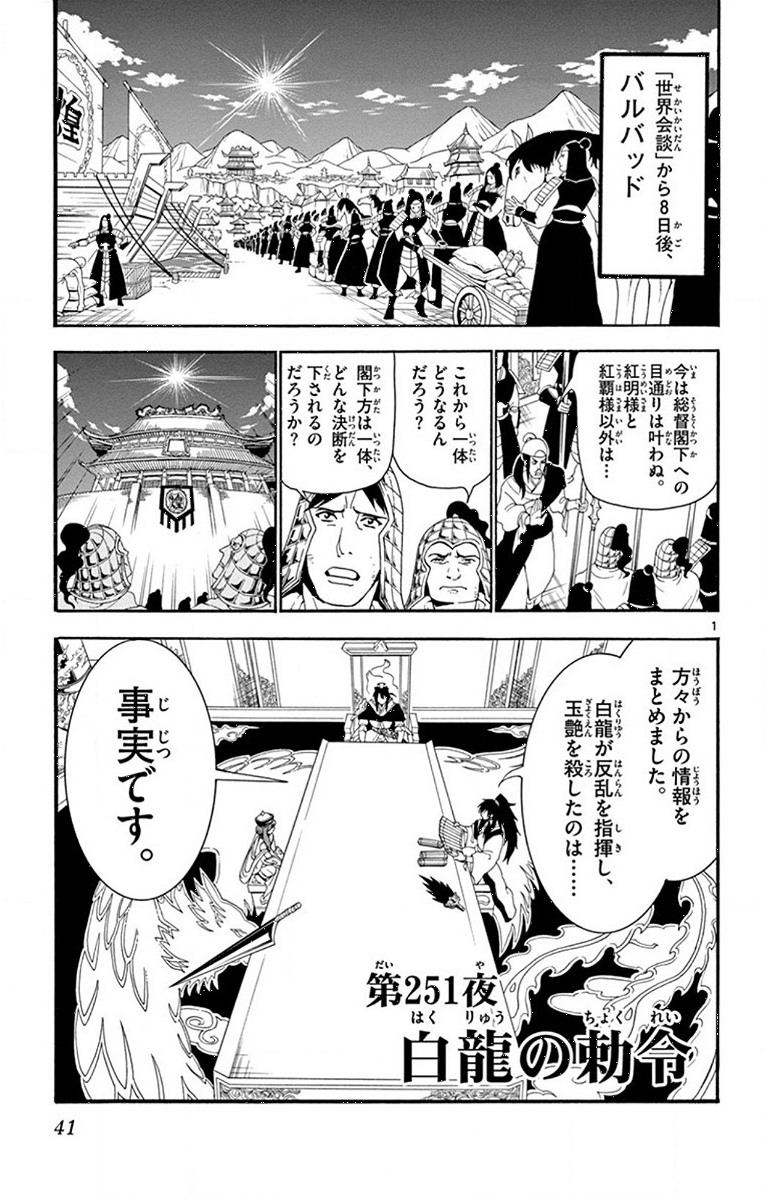 「世界会談」から8日後、
バルバッド
煌
今は総督閣下への
目通りは叶わぬ。
紅明様と
紅覇様以外は…
これから一体
どうなるん
だろう？
閣下方は一体、
どんな決断を
下されるの
だろうか？
煌
1
方々からの情報を
まとめました。
白龍が反乱を指揮し、
玉艶を殺したのは……
事実です。
第251夜
白龍の勅令
41